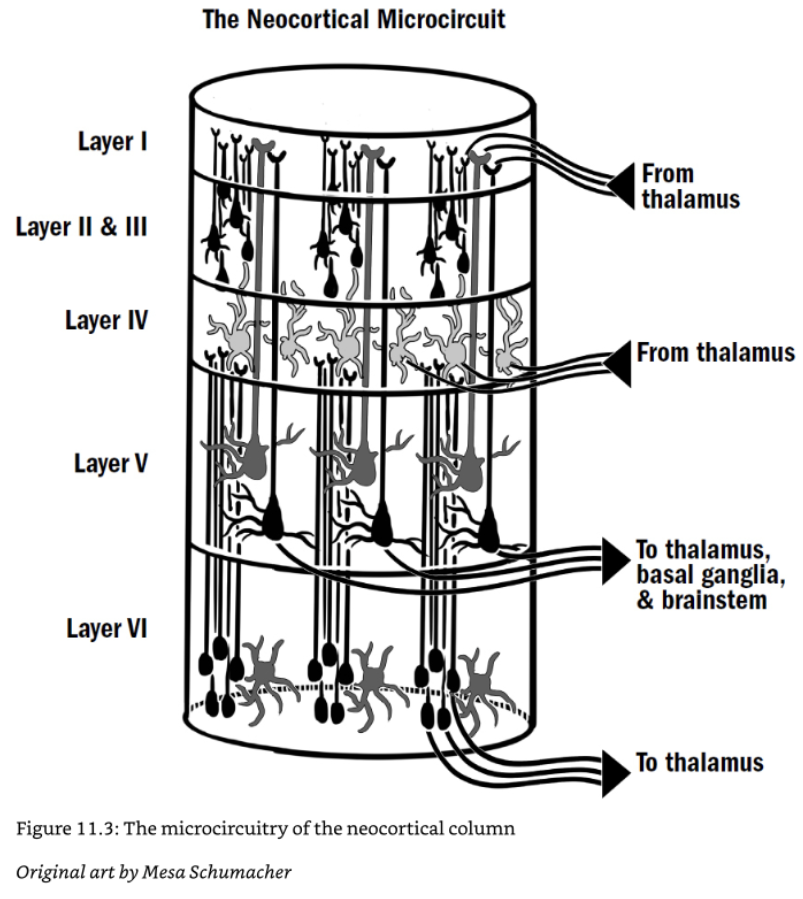 The Neocortical Microcircuit
Layer I
From
thalamus
Layer II & III
Layer IV
From thalamus
Layer V
To thalamus,
basal ganglia,
& brainstem
Layer VI
To thalamus
Figure 11.3: The microcircuitry of the neocortical column
Original art by Mesa Schumacher